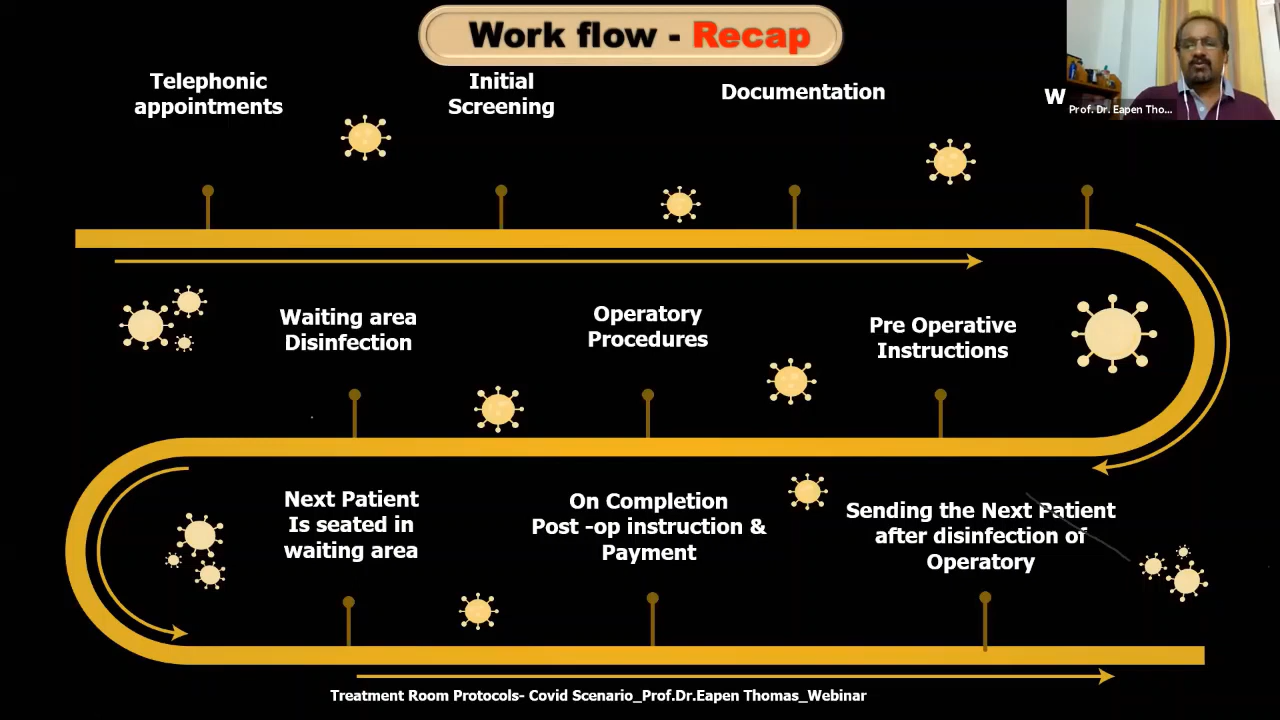 Work flow - Recap
Telephonic
appointments
Initial
Screening
Documentation
W
Prof. Dr. Eapen Tho...
Waiting area
Disinfection
Operatory
Procedures
Pre Operative
Instructions
Next Patient
Is seated in
waiting area
On Completion
Post -op instruction &
Payment
Sending the Next Patient
after disinfection of
Operatory
Treatment Room Protocols- Covid Scenario_Prof.Dr.Eapen Thomas_Webinar